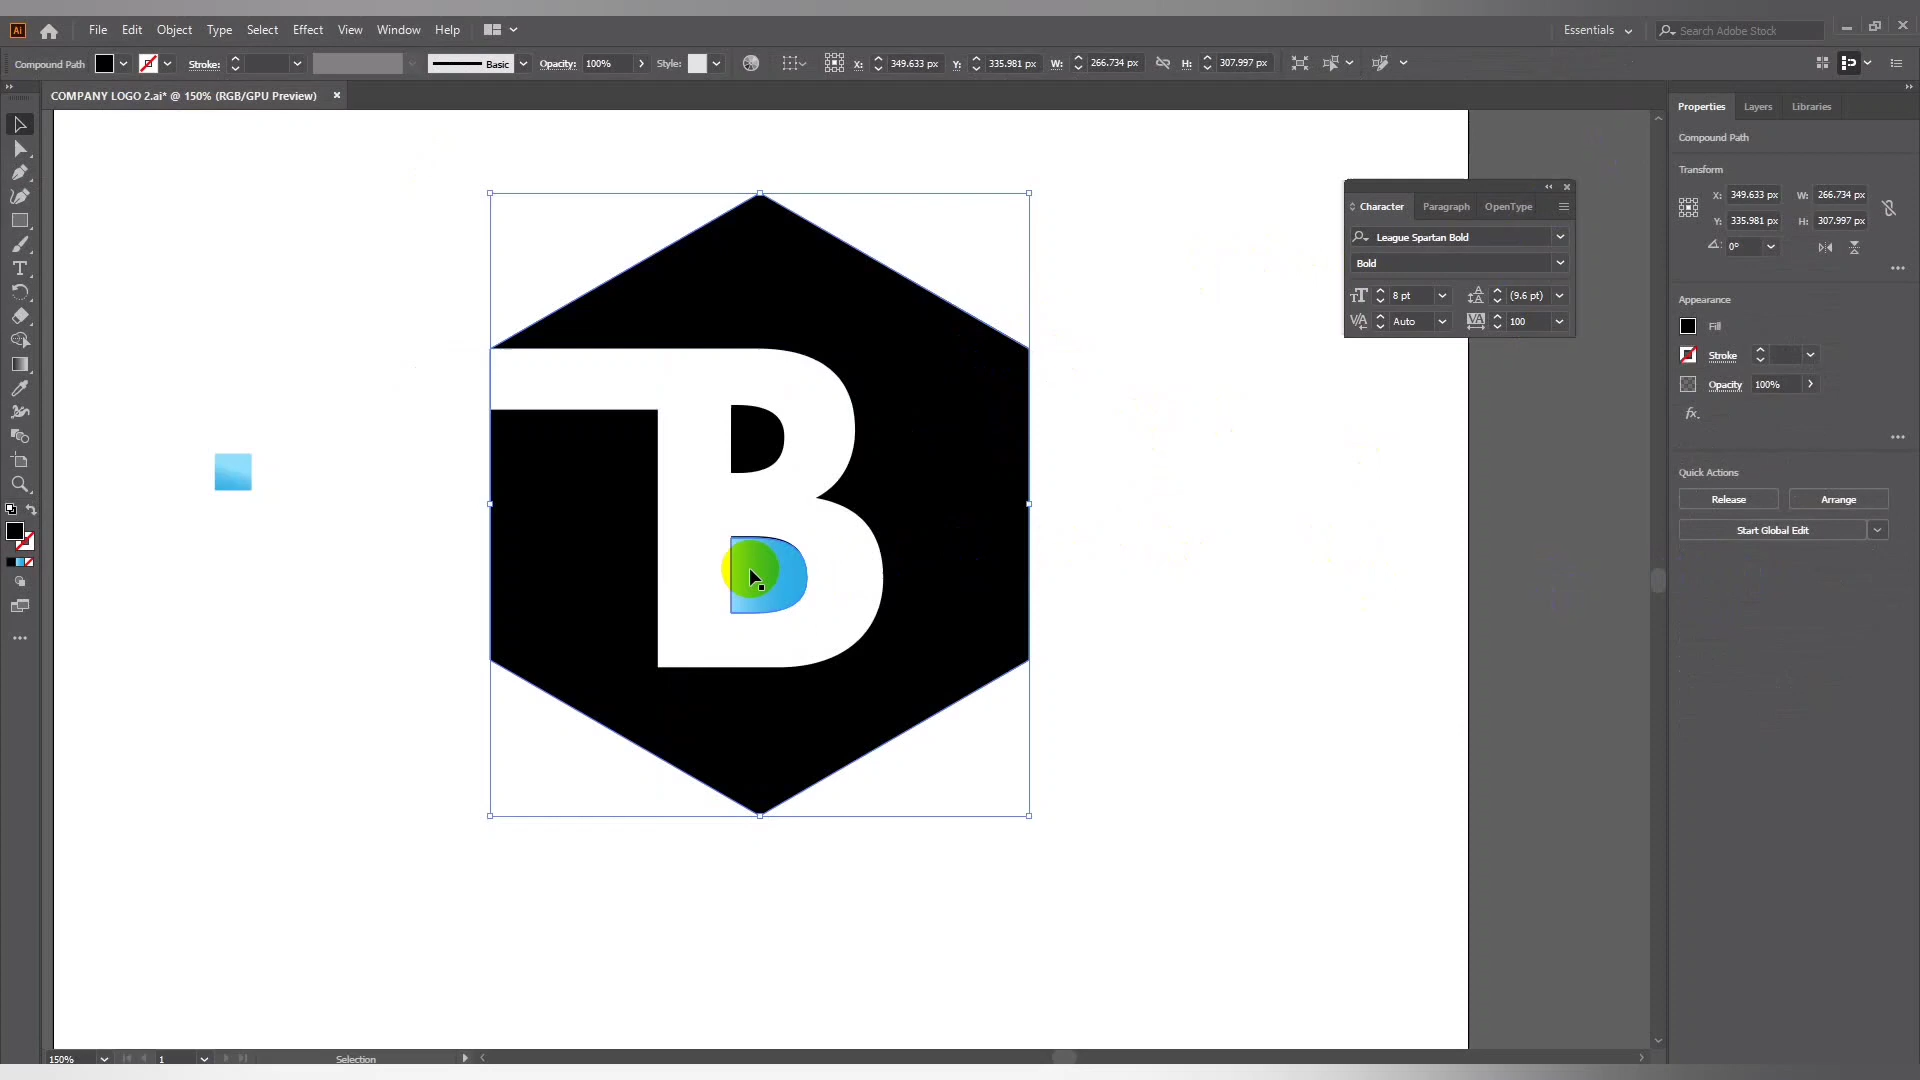 Ai File Edit Object Type Select Effect View Window Help Essentials Search Adobe Stock
Compound Path Stroke: Basic Opacity: 100% Style: X: 349.633 px Y: 335.981 px W: 266.734 px H: 307.997 px
COMPANY LOGO 2.ai* @ 150% (RGB/GPU Preview)
Properties Layers Libraries
Compound Path
Transform
X: 349.633 px W: 266.734 px
Y: 335.981 px H: 307.997 px
0°
Appearance
Fill
Stroke
Opacity 100%
fx.
Quick Actions
Release Arrange
Start Global Edit
Character Paragraph OpenType
League Spartan Bold
Bold
8 pt (9.6 pt)
Auto 100
B
150% 1 Selection